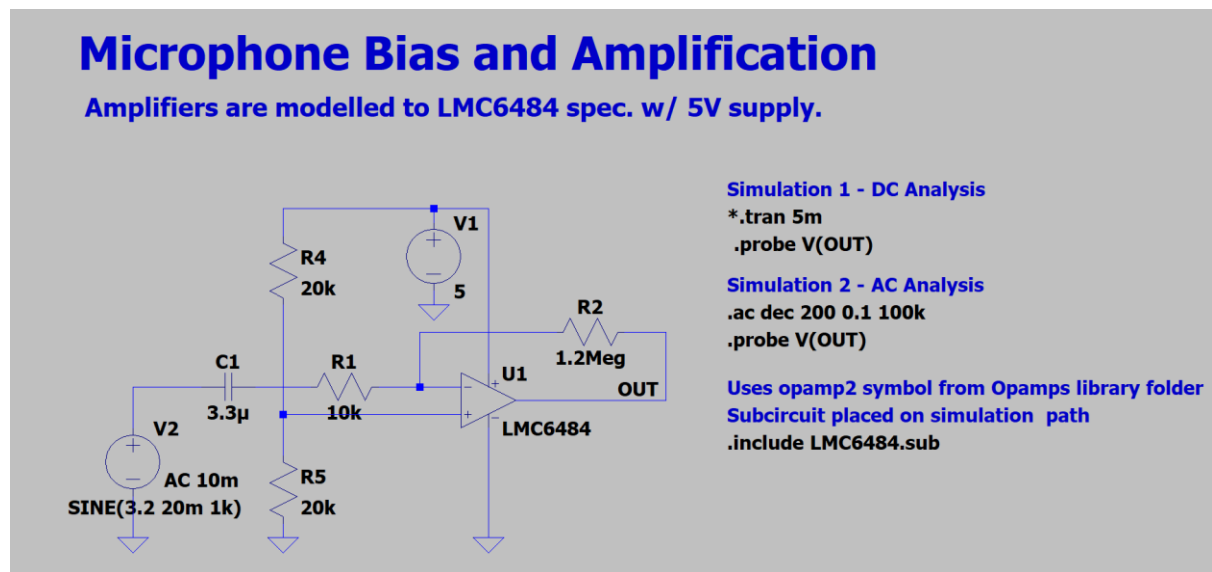 Microphone Bias and Amplification
Amplifiers are modelled to LMC6484 spec. w/ 5V supply.
Simulation 1 - DC Analysis
*.tran 5m
.probe V(OUT)
Simulation 2 - AC Analysis
.ac dec 200 0.1 100k
.probe V(OUT)
Uses opamp2 symbol from Opamps library folder
Subcircuit placed on simulation path
.include LMC6484.sub
V1
5
R4
20k
R2
1.2Meg
C1
3.3µ
R1
10k
U1
OUT
LMC6484
V2
AC 10m
SINE(3.2 20m 1k)
R5
20k